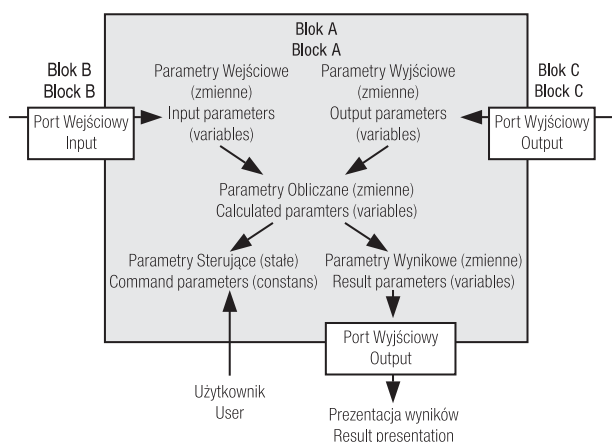 Blok A
Block A
Blok B
Block B
Parametry Wejściowe
(zmienne)
Input parameters
(variables)
Parametry Wyjściowe
(zmienne)
Output parameters
(variables)
Blok C
Block C
Port Wejściowy
Input
Port Wyjściowy
Output
Parametry Obliczane (zmienne)
Calculated paramters (variables)
Parametry Sterujące (stałe)
Command parameters (constans)
Parametry Wynikowe (zmienne)
Result parameters (variables)
Port Wyjściowy
Output
Użytkownik
User
Prezentacja wyników
Result presentation